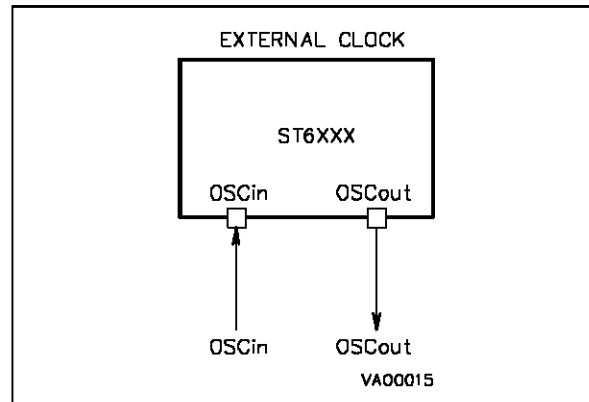 EXTERNAL CLOCK
ST6XXX
OSCin OSCout
OSCin OSCout
VA00015